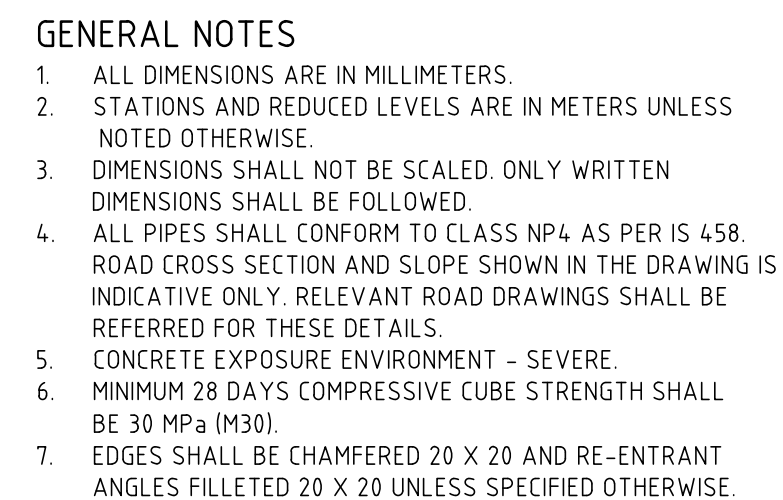 GENERAL NOTES
1. ALL DIMENSIONS ARE IN MILLIMETERS.
2. STATIONS AND REDUCED LEVELS ARE IN METERS UNLESS
NOTED OTHERWISE.
3. DIMENSIONS SHALL NOT BE SCALED. ONLY WRITTEN
DIMENSIONS SHALL BE FOLLOWED.
4. ALL PIPES SHALL CONFORM TO CLASS NP4 AS PER IS 458.
ROAD CROSS SECTION AND SLOPE SHOWN IN THE DRAWING IS
INDICATIVE ONLY. RELEVANT ROAD DRAWINGS SHALL BE
REFERRED FOR THESE DETAILS.
5. CONCRETE EXPOSURE ENVIRONMENT - SEVERE.
6. MINIMUM 28 DAYS COMPRESSIVE CUBE STRENGTH SHALL
BE 30 MPa (M30).
7. EDGES SHALL BE CHAMFERED 20 X 20 AND RE-ENTRANT
ANGLES FILLETED 20 X 20 UNLESS SPECIFIED OTHERWISE.